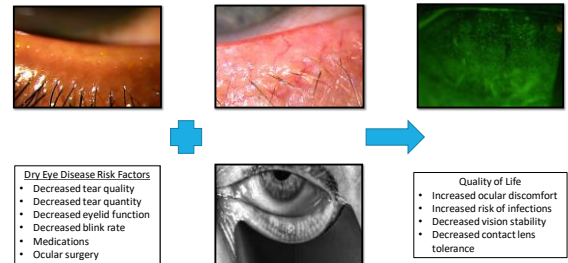 Dry Eye Disease Risk Factors
• Decreased tear quality
• Decreased tear quantity
• Decreased eyelid function
• Decreased blink rate
• Medications
• Ocular surgery
Quality of Life
• Increased ocular discomfort
• Increased risk of infections
• Decreased vision stability
• Decreased contact lens
tolerance